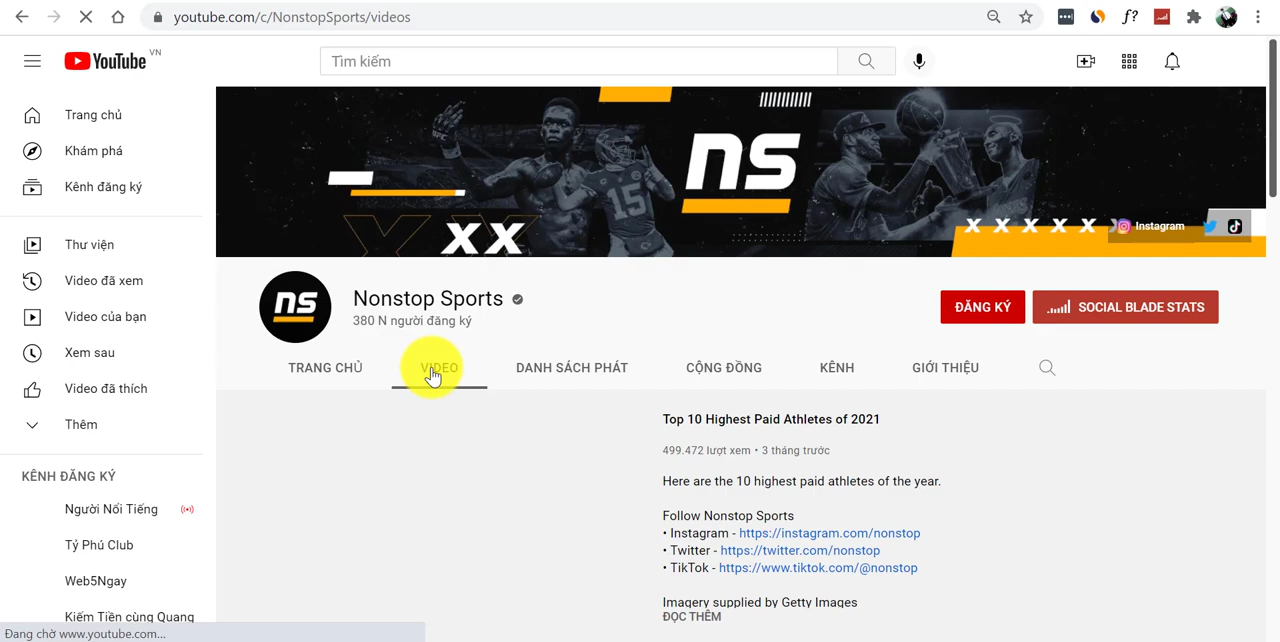 youtube.com/c/NonstopSports/videos
f?
YouTube VN
Tìm kiếm
Trang chủ
Khám phá
Kênh đăng ký
Thư viện
Video đã xem
Video của bạn
Xem sau
Video đã thích
Thêm
KÊNH ĐĂNG KÝ
Người Nổi Tiếng
Tỷ Phú Club
Web5Ngay
Kiếm Tiền cùng Quang
ns
15
XX
X X X X X
Instagram
ns
Nonstop Sports
380 N người đăng ký
ĐĂNG KÝ
SOCIAL BLADE STATS
TRANG CHỦ VIDEO DANH SÁCH PHÁT CỘNG ĐỒNG KÊNH GIỚI THIỆU
Top 10 Highest Paid Athletes of 2021
499.472 lượt xem • 3 tháng trước
Here are the 10 highest paid athletes of the year.
Follow Nonstop Sports
• Instagram - https://instagram.com/nonstop
• Twitter - https://twitter.com/nonstop
• TikTok - https://www.tiktok.com/@nonstop
Imagery supplied by Getty Images
ĐỌC THÊM
Đang chờ www.youtube.com...